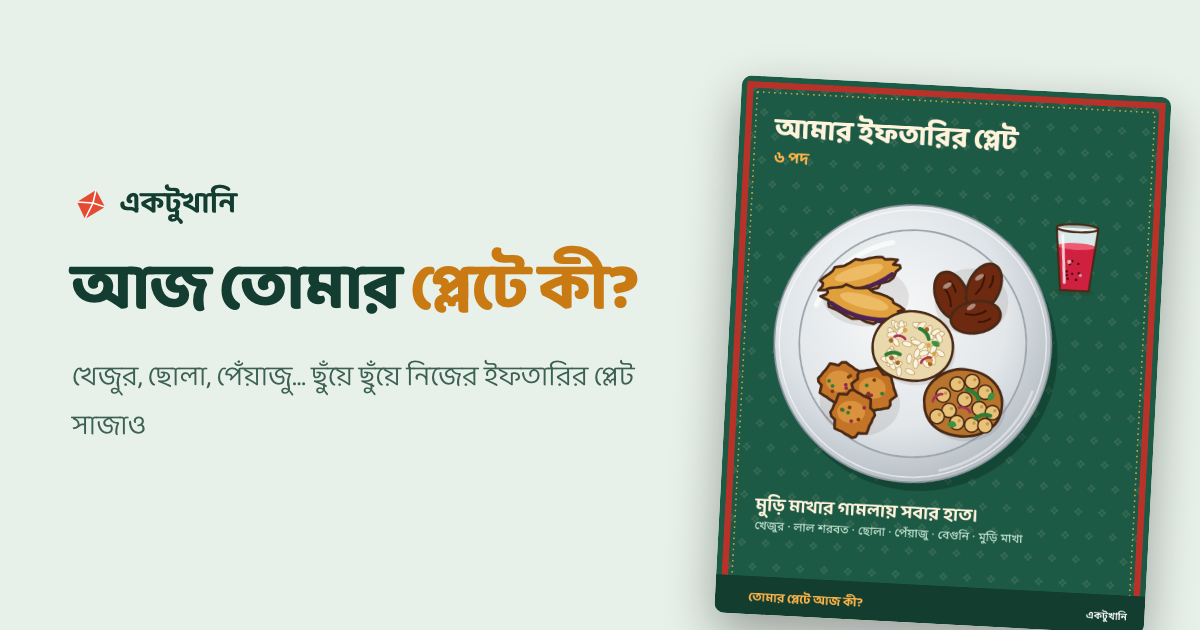 একটুখানি
আজ তোমার প্লেটে কী?
খেজুর, ছোলা, পেঁয়াজু... ছুঁয়ে ছুঁয়ে নিজের ইফতারির প্লেট
সাজাও
আমার ইফতারির প্লেট
৬ পদ
মুড়ি মাখার গামলায় সবার হাত।
খেজুর · লাল শরবত · ছোলা · পেঁয়াজু · বেগুনি · মুড়ি মাখা
তোমার প্লেটে আজ কী?
একটুখানি